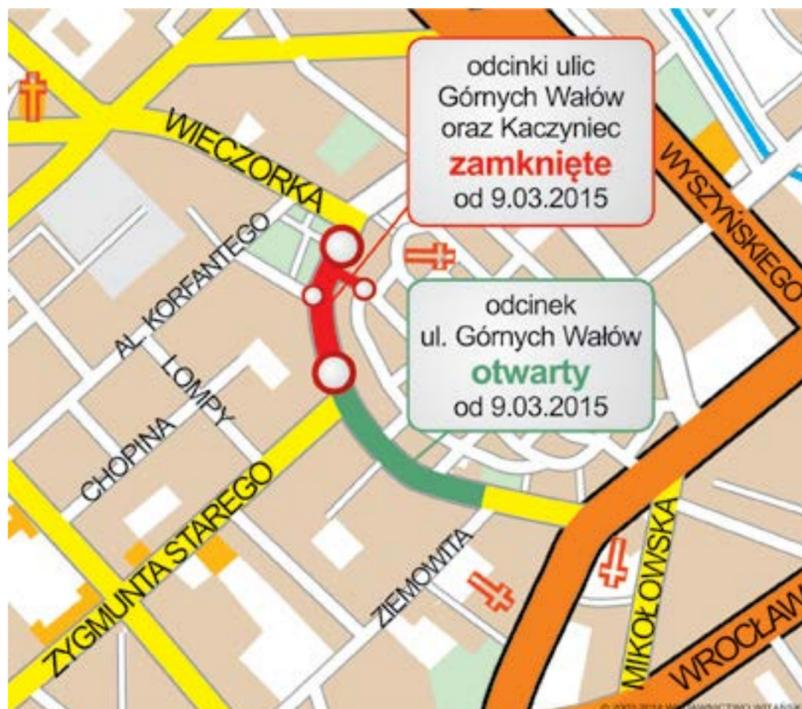 odcinki ulic
Górnych Wałów
oraz Kaczyniec
zamknięte
od 9.03.2015
WIECZORKA
WYSZYŃSKIEGO
AL. KORFANTEGO
odcinek
ul. Górnych Wałów
otwarty
od 9.03.2015
LOMPY
CHOPINA
ZYGMUNTA STAREGO
ZIEMOWITA
MIKOŁOWSKA
WROCŁAW